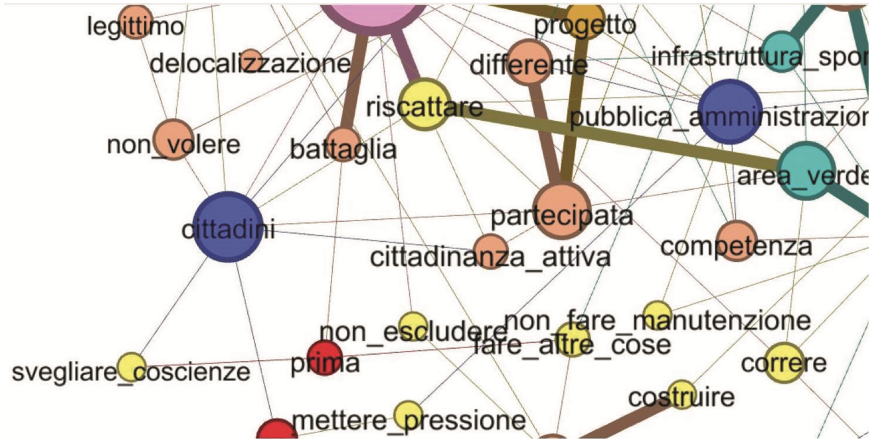 legittimo
progetto
delocalizzazione
differente
infrastruttura_spor
riscattare
pubblica_amministrazior
non_volere
battaglia
area_verde
cittadini
partecipata
cittadinanza_attiva
competenza
non_escludere
non_fare_manutenzione
prima
fare_altre_cose
svegliare_coscienze
correre
costruire
mettere_pressione